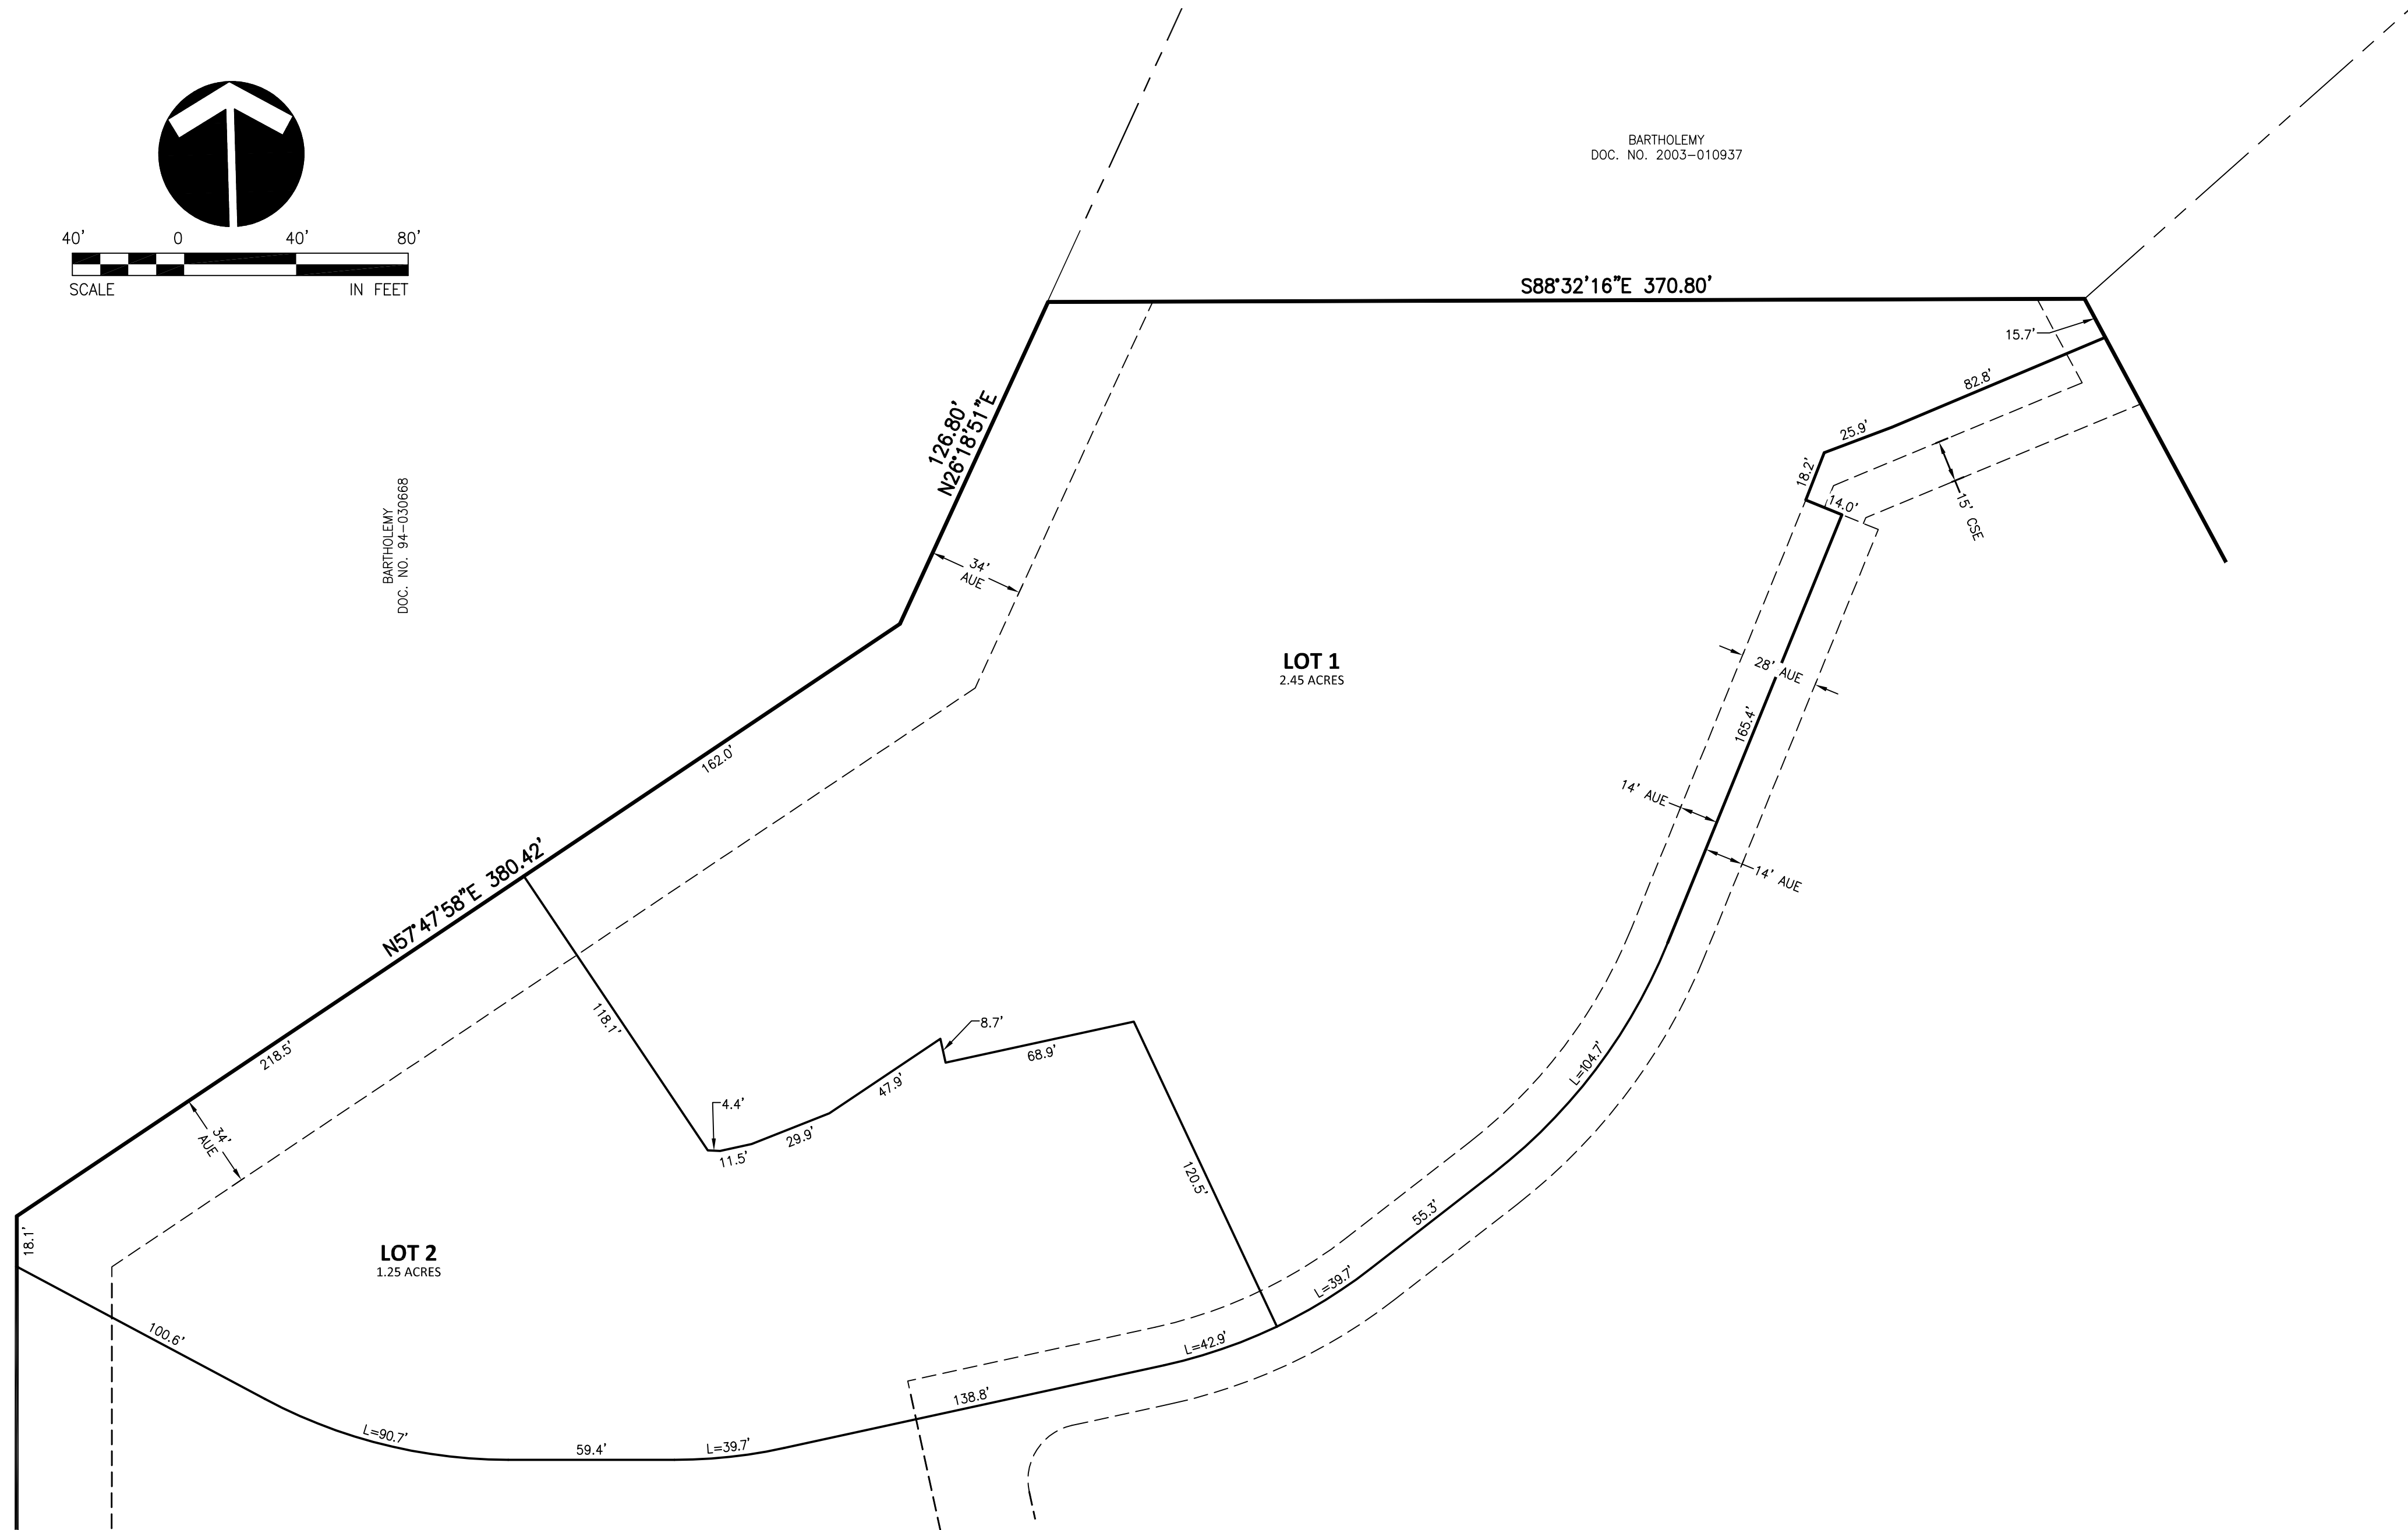 40' 0 40' 80'
SCALE IN FEET
BARTHOLEMY
DOC. NO. 2003-010937
S88°32'16"E 370.80'
15.7'
82.8'
25.9'
18.2'
14.0'
15' CSE
126.80'
N26°18'51"E
BARTHOLEMY
DOC. NO. 94-030668
34'
AUE
LOT 1
2.45 ACRES
28' AUE
165.4'
162.0'
14' AUE
14' AUE
N57°47'58"E 380.42'
118.1'
8.7'
68.9'
218.5'
L=104.7'
47.9'
4.4'
29.9'
11.5'
34'
AUE
120.5'
55.3'
18.1'
LOT 2
1.25 ACRES
L=39.7'
100.6'
L=42.9'
138.8'
L=90.7'
59.4'
L=39.7'